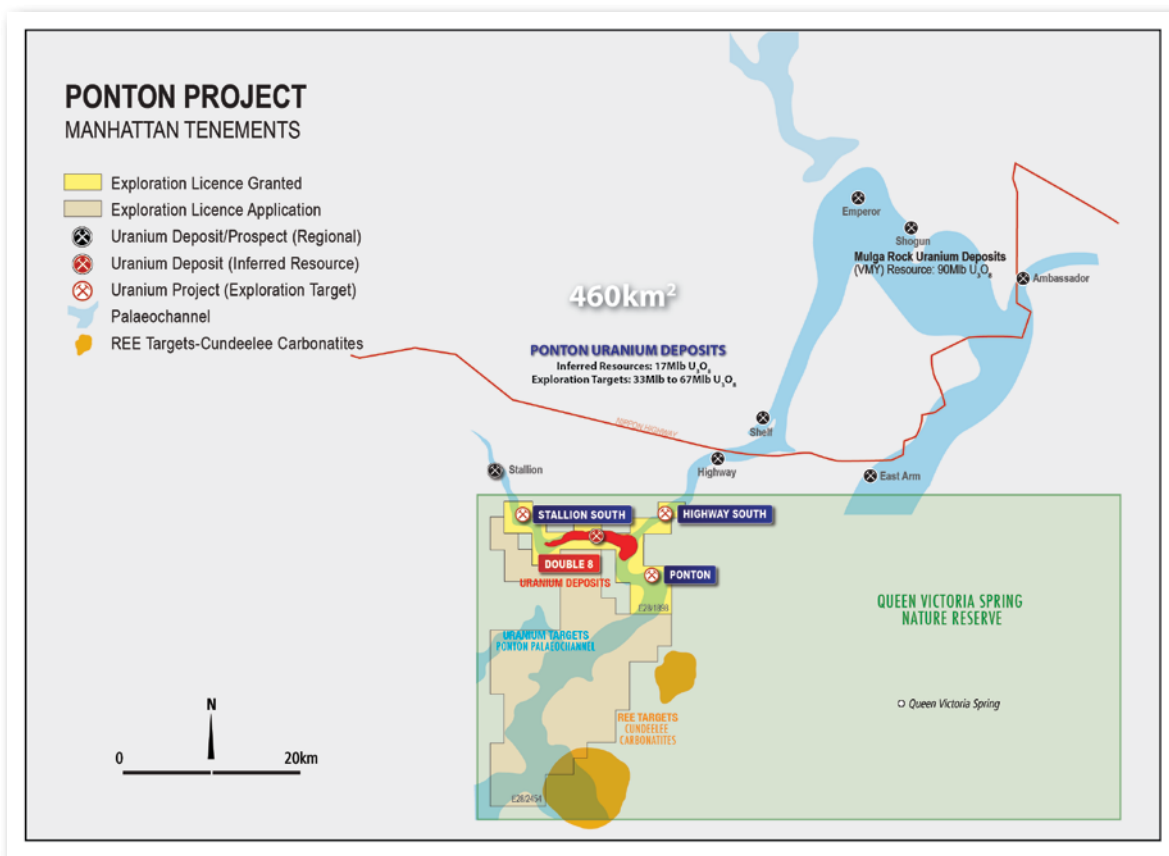 PONTON PROJECT
MANHATTAN TENEMENTS
Exploration Licence Granted
Exploration Licence Application
Uranium Deposit/Prospect (Regional)
Uranium Deposit (Inferred Resource)
Uranium Project (Exploration Target)
Palaeochannel
REE Targets-Cundeelee Carbonatites
Emperor
Shogun
Mulga Rock Uranium Deposits
(VMY) Resource: 90Mlb U₃O₈
Ambassador
460km²
PONTON URANIUM DEPOSITS
Inferred Resources: 17Mlb U₃O₈
Exploration Targets: 33Mlb to 67Mlb U₃O₈
Shelf
HIGHWAY
Stallion
Highway
East Arm
STALLION SOUTH
HIGHWAY SOUTH
DOUBLE 8
URANIUM DEPOSITS
PONTON
QUEEN VICTORIA SPRING
NATURE RESERVE
URANIUM TARGETS
PONTON PALAEOCHANNEL
REE TARGETS
CUNDEELEE
CARBONATITES
Queen Victoria Spring
E28/2454
N
0
20km